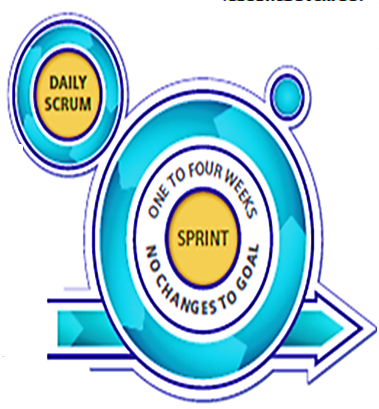 DAILY
SCRUM
ONE TO FOUR WEEKS
SPRINT
NO CHANGES TO GOAL